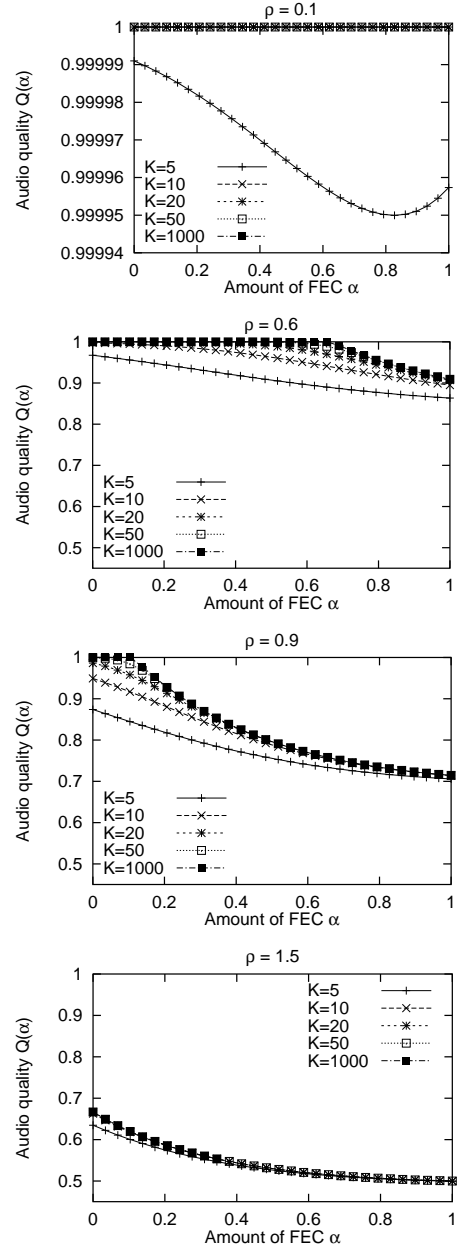 ρ = 0.1
Audio quality Q(α)
1
0.99999
0.99998
0.99997
0.99996
0.99995
0.99994
K=5
K=10
K=20
K=50
K=1000
0 0.2 0.4 0.6 0.8 1
Amount of FEC α
ρ = 0.6
Audio quality Q(α)
1
0.9
0.8
0.7
0.6
0.5
K=5
K=10
K=20
K=50
K=1000
0 0.2 0.4 0.6 0.8 1
Amount of FEC α
ρ = 0.9
Audio quality Q(α)
1
0.9
0.8
0.7
0.6
0.5
K=5
K=10
K=20
K=50
K=1000
0 0.2 0.4 0.6 0.8 1
Amount of FEC α
ρ = 1.5
Audio quality Q(α)
1
0.9
0.8
0.7
0.6
0.5
K=5
K=10
K=20
K=50
K=1000
0 0.2 0.4 0.6 0.8 1
Amount of FEC α